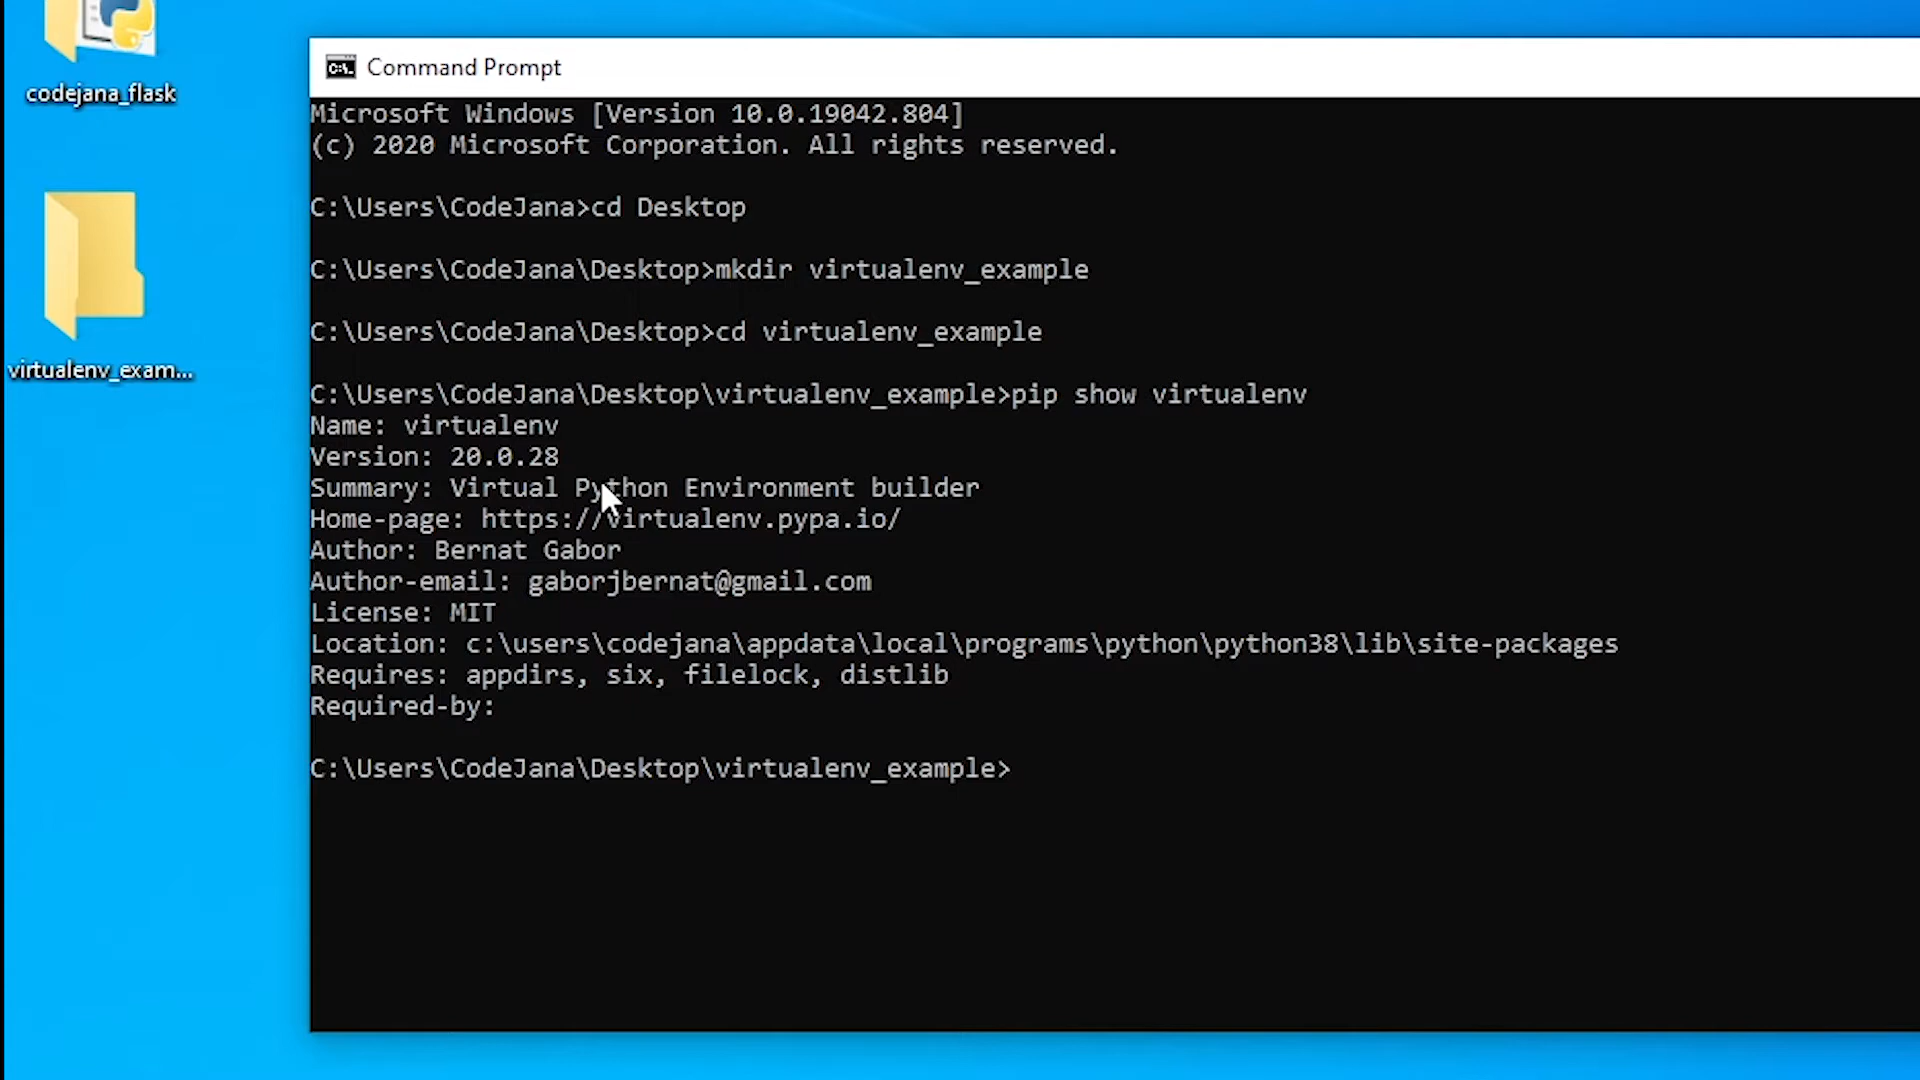 codejana_flask
virtualenv_exam...
Command Prompt
Microsoft Windows [Version 10.0.19042.804]
(c) 2020 Microsoft Corporation. All rights reserved.
C:\Users\CodeJana>cd Desktop
C:\Users\CodeJana\Desktop>mkdir virtualenv_example
C:\Users\CodeJana\Desktop>cd virtualenv_example
C:\Users\CodeJana\Desktop\virtualenv_example>pip show virtualenv
Name: virtualenv
Version: 20.0.28
Summary: Virtual Python Environment builder
Home-page: https://virtualenv.pypa.io/
Author: Bernat Gabor
Author-email: gaborjbernat@gmail.com
License: MIT
Location: c:\users\codejana\appdata\local\programs\python\python38\lib\site-packages
Requires: appdirs, six, filelock, distlib
Required-by:
C:\Users\CodeJana\Desktop\virtualenv_example>